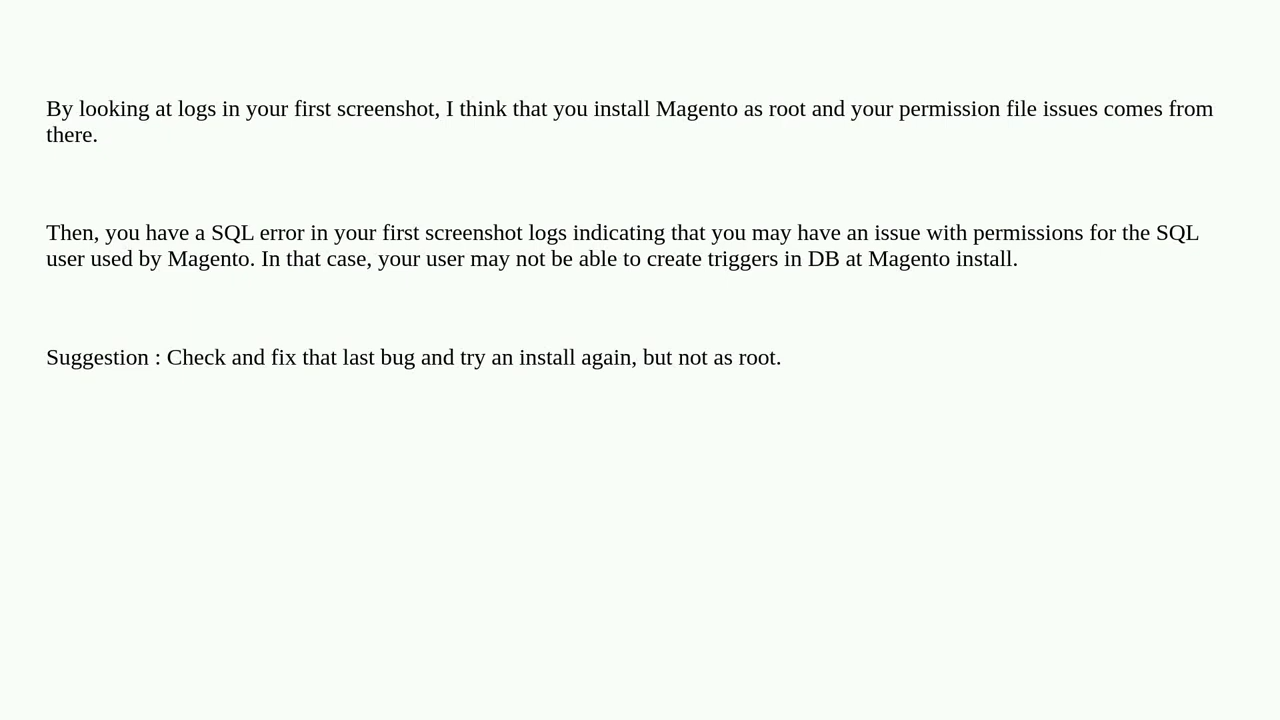 By looking at logs in your first screenshot, I think that you install Magento as root and your permission file issues comes from
there.
Then, you have a SQL error in your first screenshot logs indicating that you may have an issue with permissions for the SQL
user used by Magento. In that case, your user may not be able to create triggers in DB at Magento install.
Suggestion : Check and fix that last bug and try an install again, but not as root.